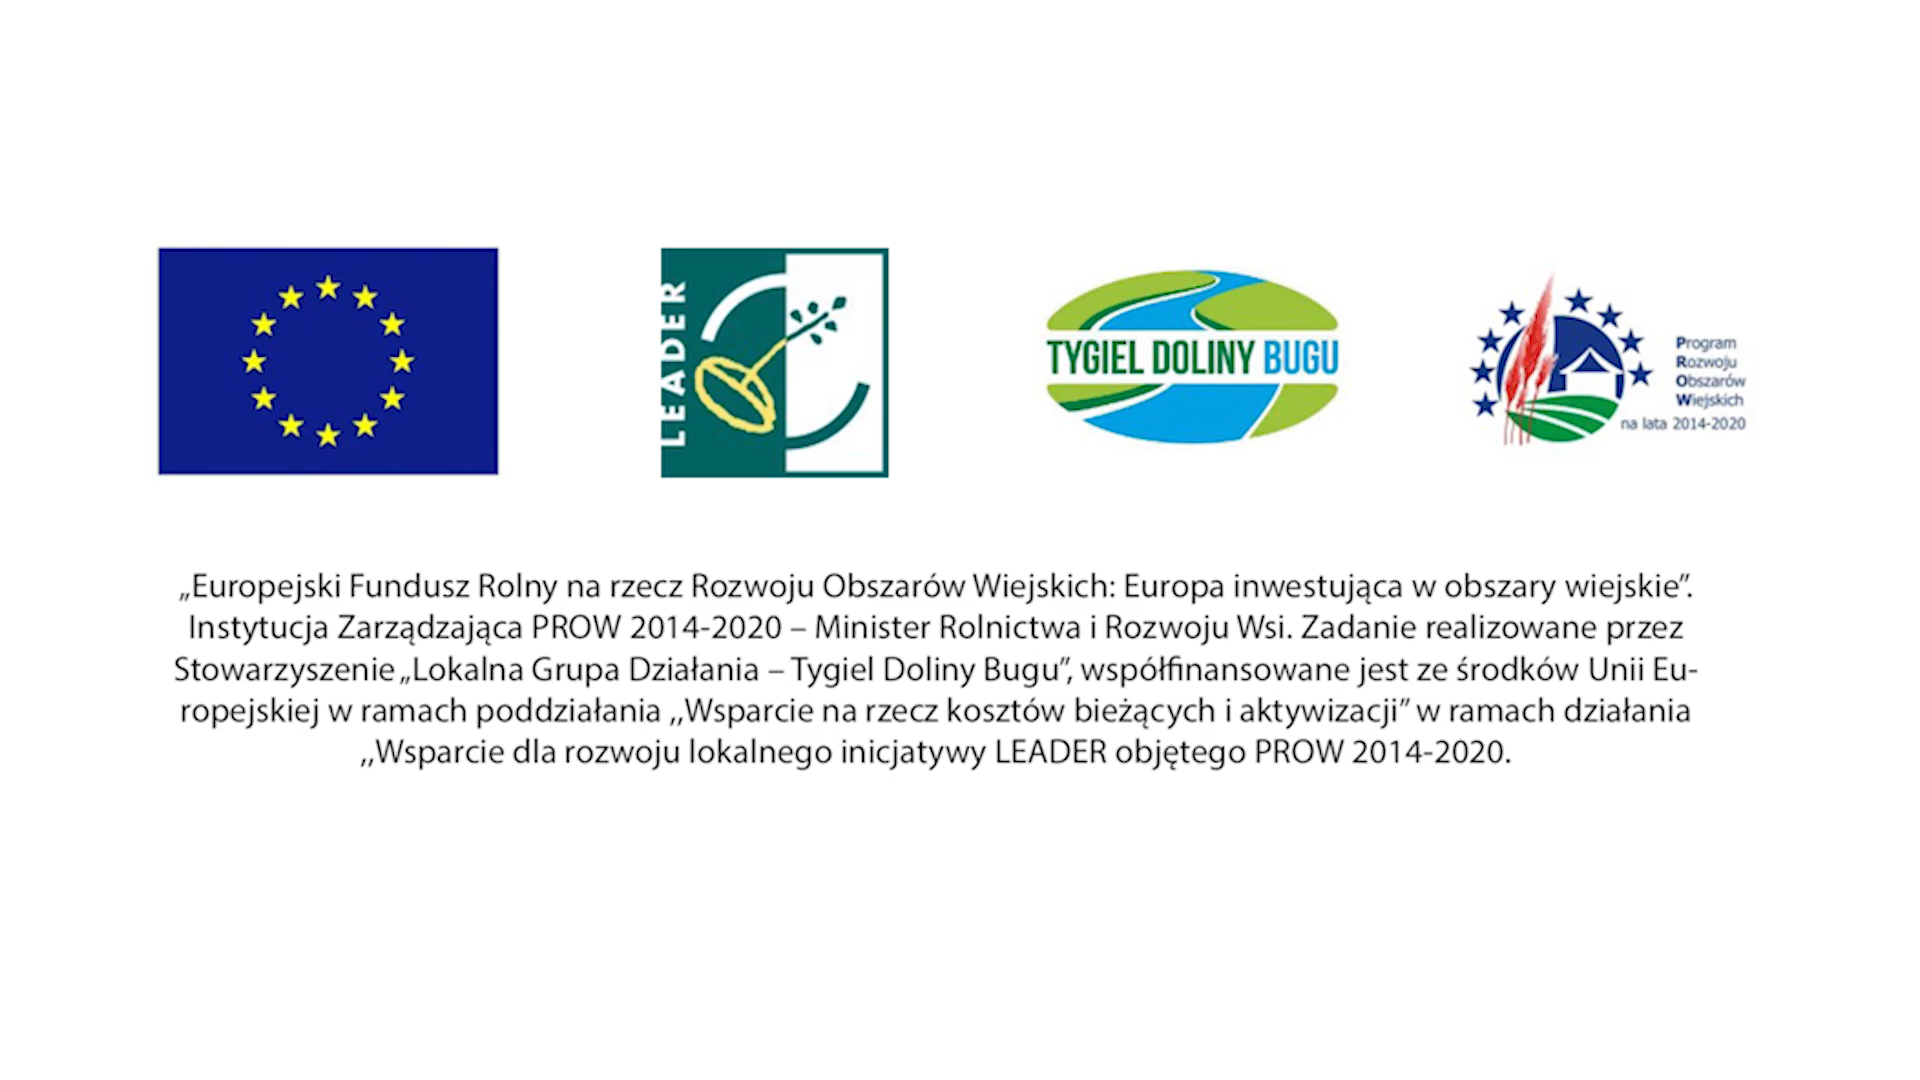 LEADER
TYGIEL DOLINY BUGU
Program
Rozwoju
Obszarów
Wiejskich
na lata 2014-2020
„Europejski Fundusz Rolny na rzecz Rozwoju Obszarów Wiejskich: Europa inwestująca w obszary wiejskie”.
Instytucja Zarządzająca PROW 2014-2020 – Minister Rolnictwa i Rozwoju Wsi. Zadanie realizowane przez
Stowarzyszenie „Lokalna Grupa Działania – Tygiel Doliny Bugu”, współfinansowane jest ze środków Unii Eu-
ropejskiej w ramach poddziałania ,,Wsparcie na rzecz kosztów bieżących i aktywizacji” w ramach działania
,,Wsparcie dla rozwoju lokalnego inicjatywy LEADER objętego PROW 2014-2020.